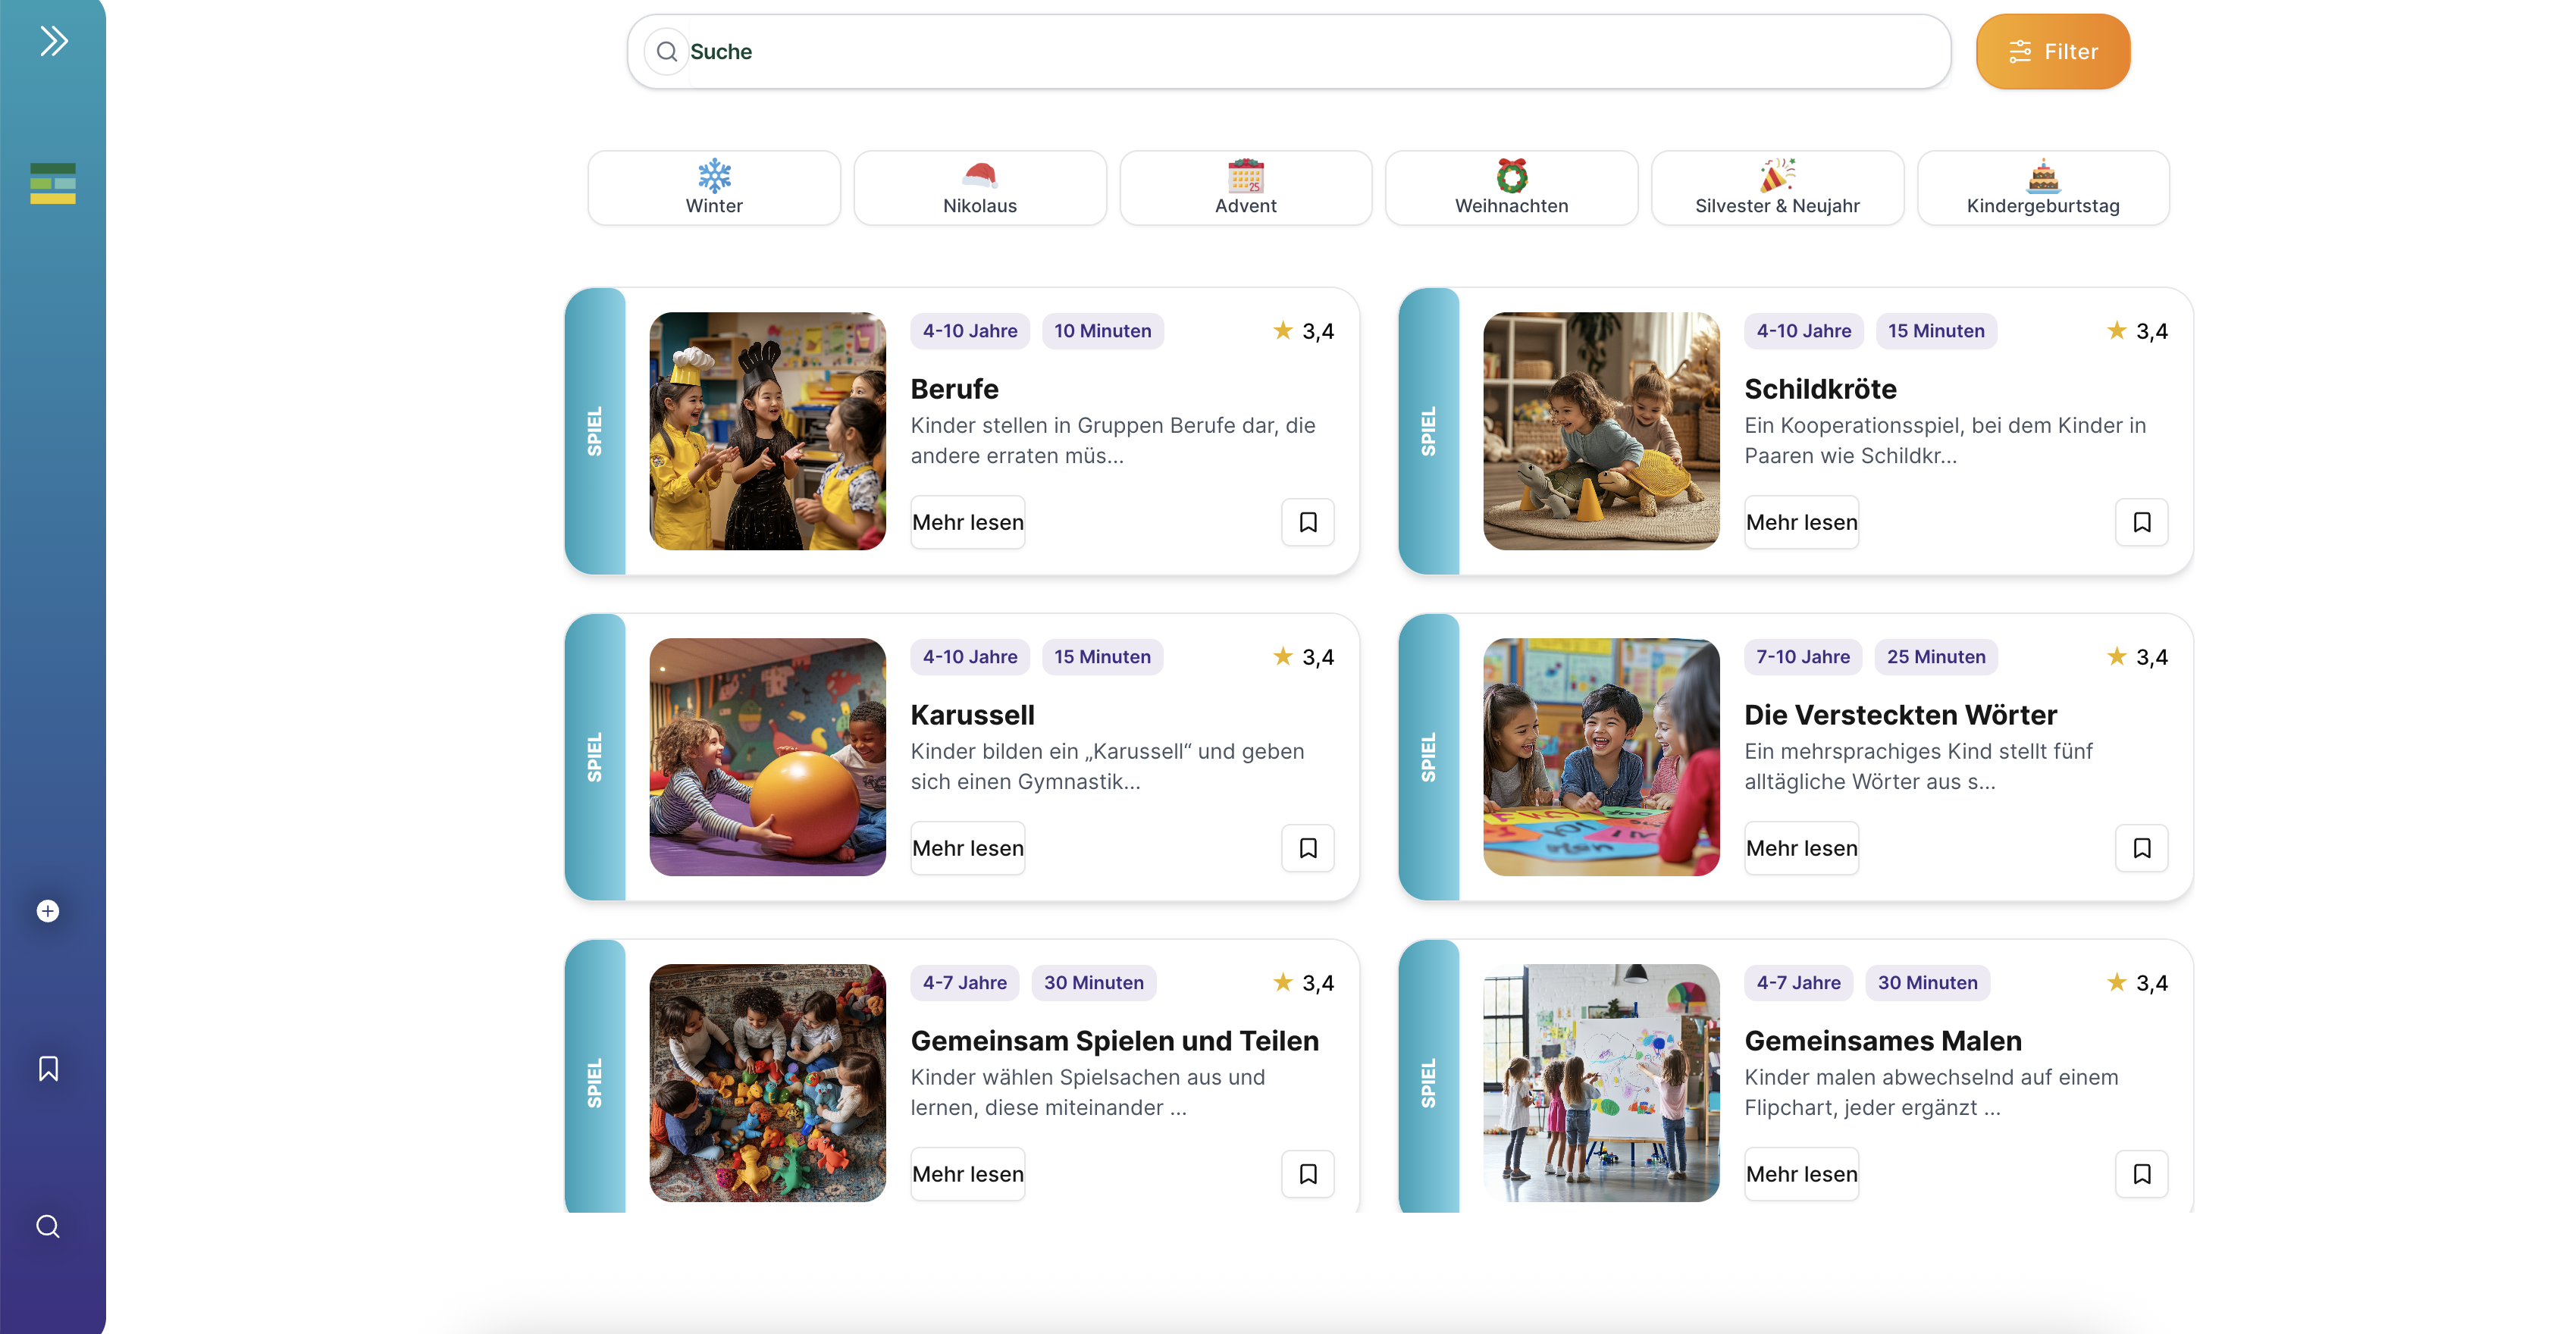 Suche
Filter
Winter
Nikolaus
Advent
25
Weihnachten
Silvester & Neujahr
Kindergeburtstag
SPIEL
4-10 Jahre
10 Minuten
3,4
Berufe
Kinder stellen in Gruppen Berufe dar, die
andere erraten müs...
Mehr lesen
SPIEL
4-10 Jahre
15 Minuten
3,4
Schildkröte
Ein Kooperationsspiel, bei dem Kinder in
Paaren wie Schildkr...
Mehr lesen
SPIEL
4-10 Jahre
15 Minuten
3,4
Karussell
Kinder bilden ein „Karussell“ und geben
sich einen Gymnastik...
Mehr lesen
SPIEL
7-10 Jahre
25 Minuten
3,4
Die Versteckten Wörter
Ein mehrsprachiges Kind stellt fünf
alltägliche Wörter aus s...
Mehr lesen
SPIEL
4-7 Jahre
30 Minuten
3,4
Gemeinsam Spielen und Teilen
Kinder wählen Spielsachen aus und
lernen, diese miteinander ...
Mehr lesen
SPIEL
4-7 Jahre
30 Minuten
3,4
Gemeinsames Malen
Kinder malen abwechselnd auf einem
Flipchart, jeder ergänzt ...
Mehr lesen